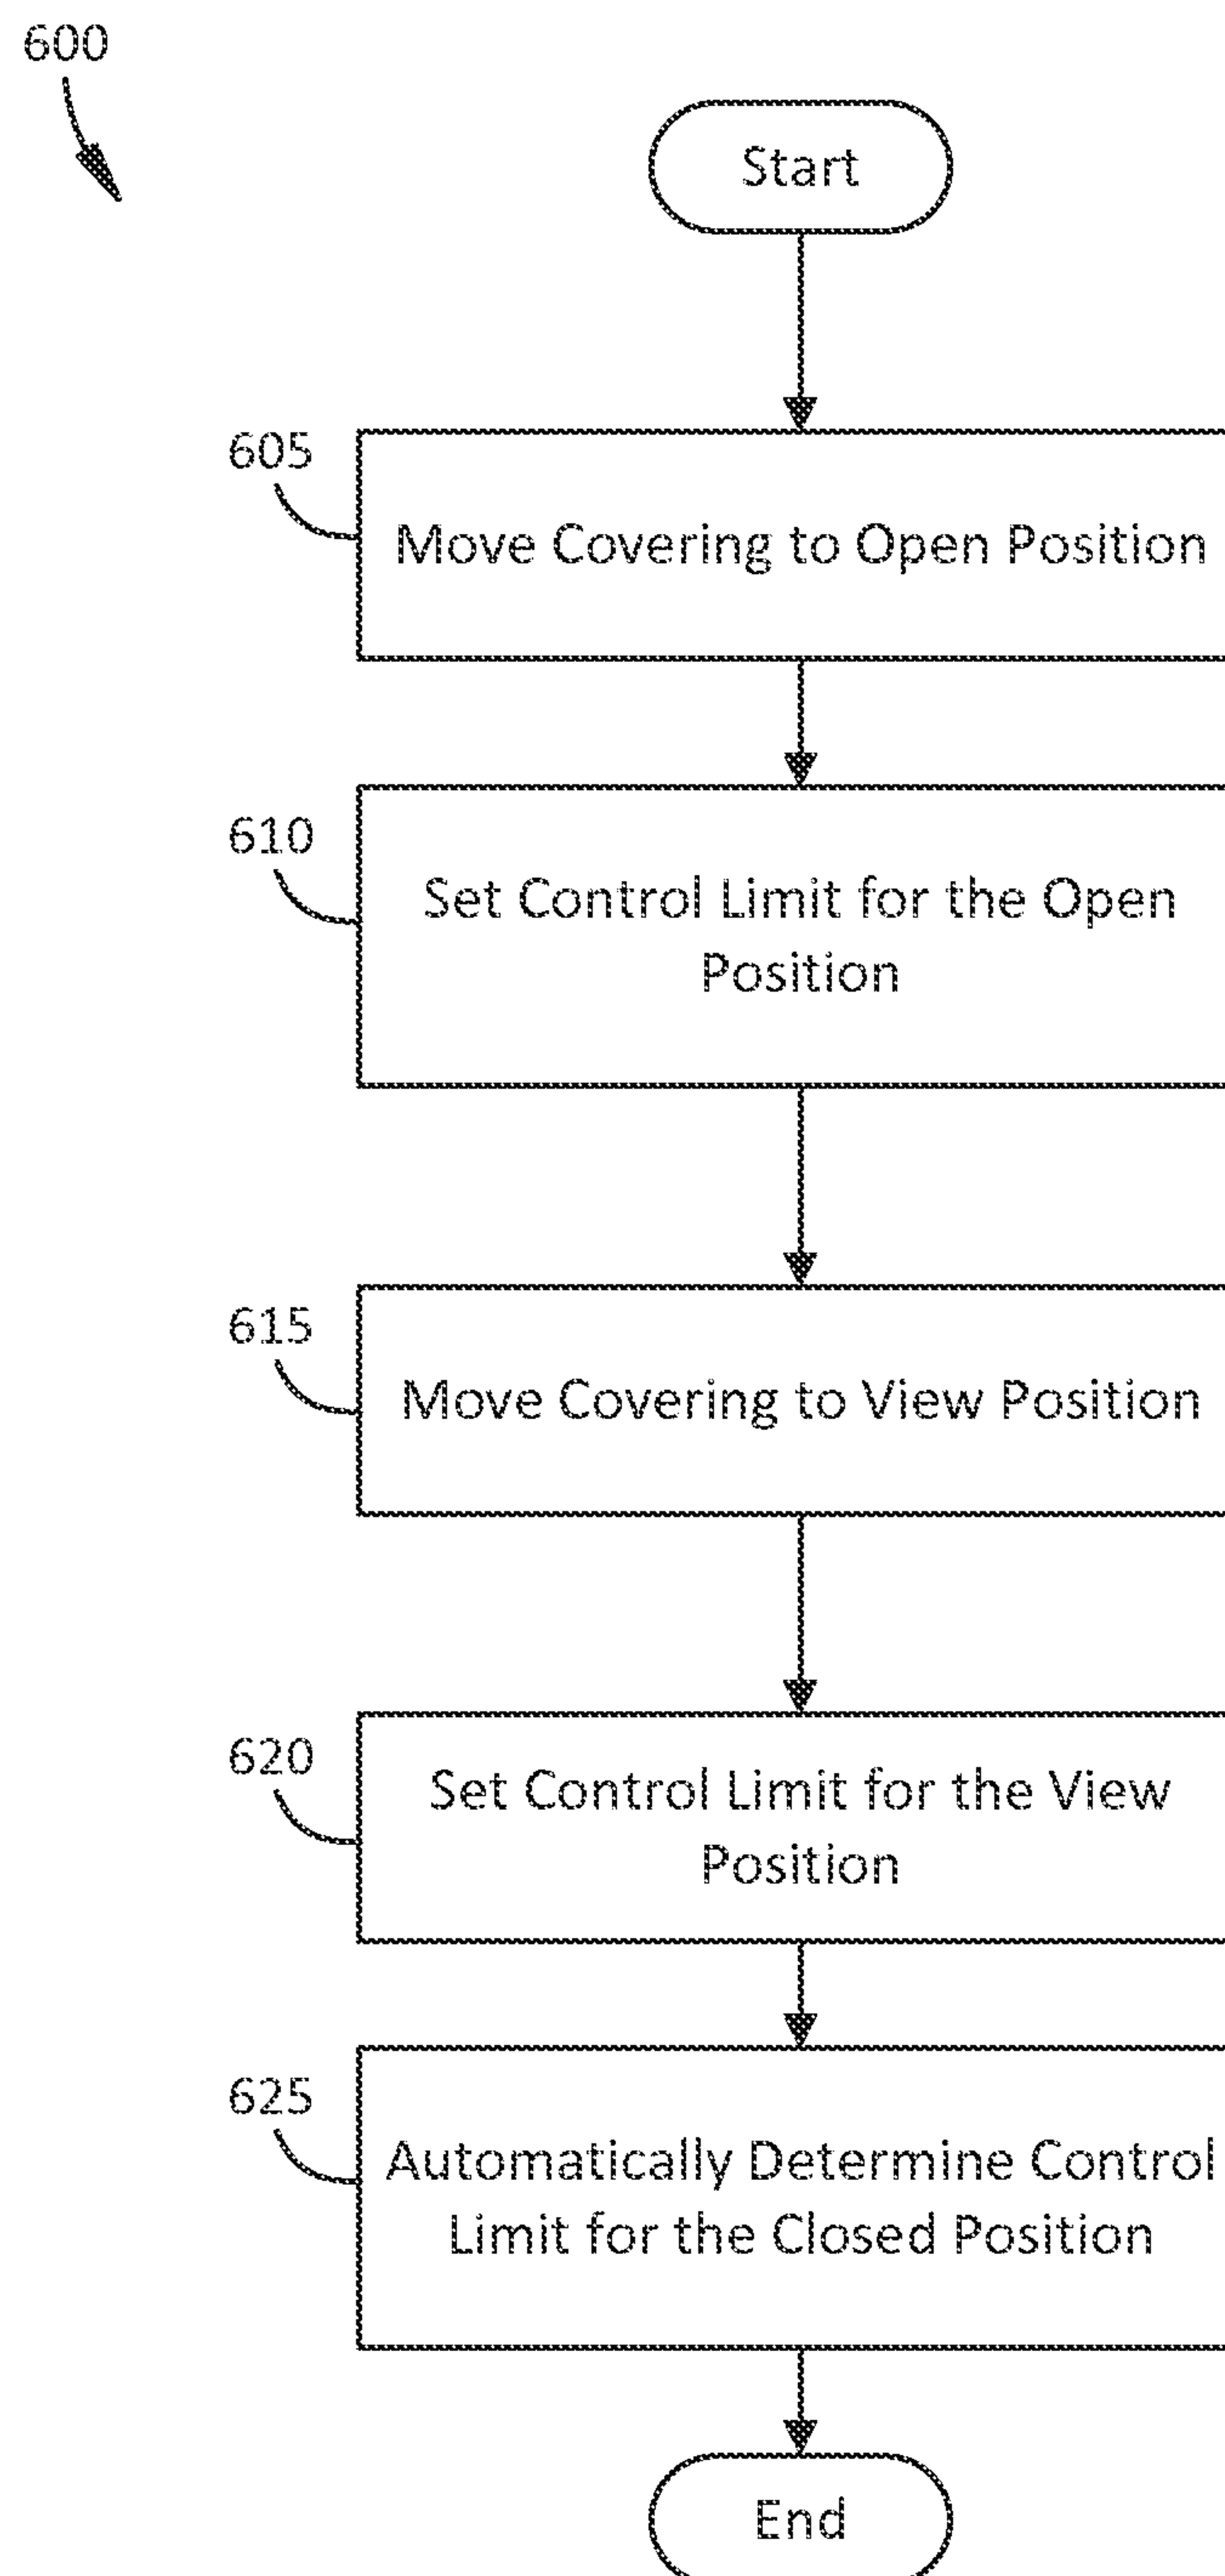 600
Start
605
Move Covering to Open Position
610
Set Control Limit for the Open
Position
615
Move Covering to View Position
620
Set Control Limit for the View
Position
625
Automatically Determine Control
Limit for the Closed Position
End